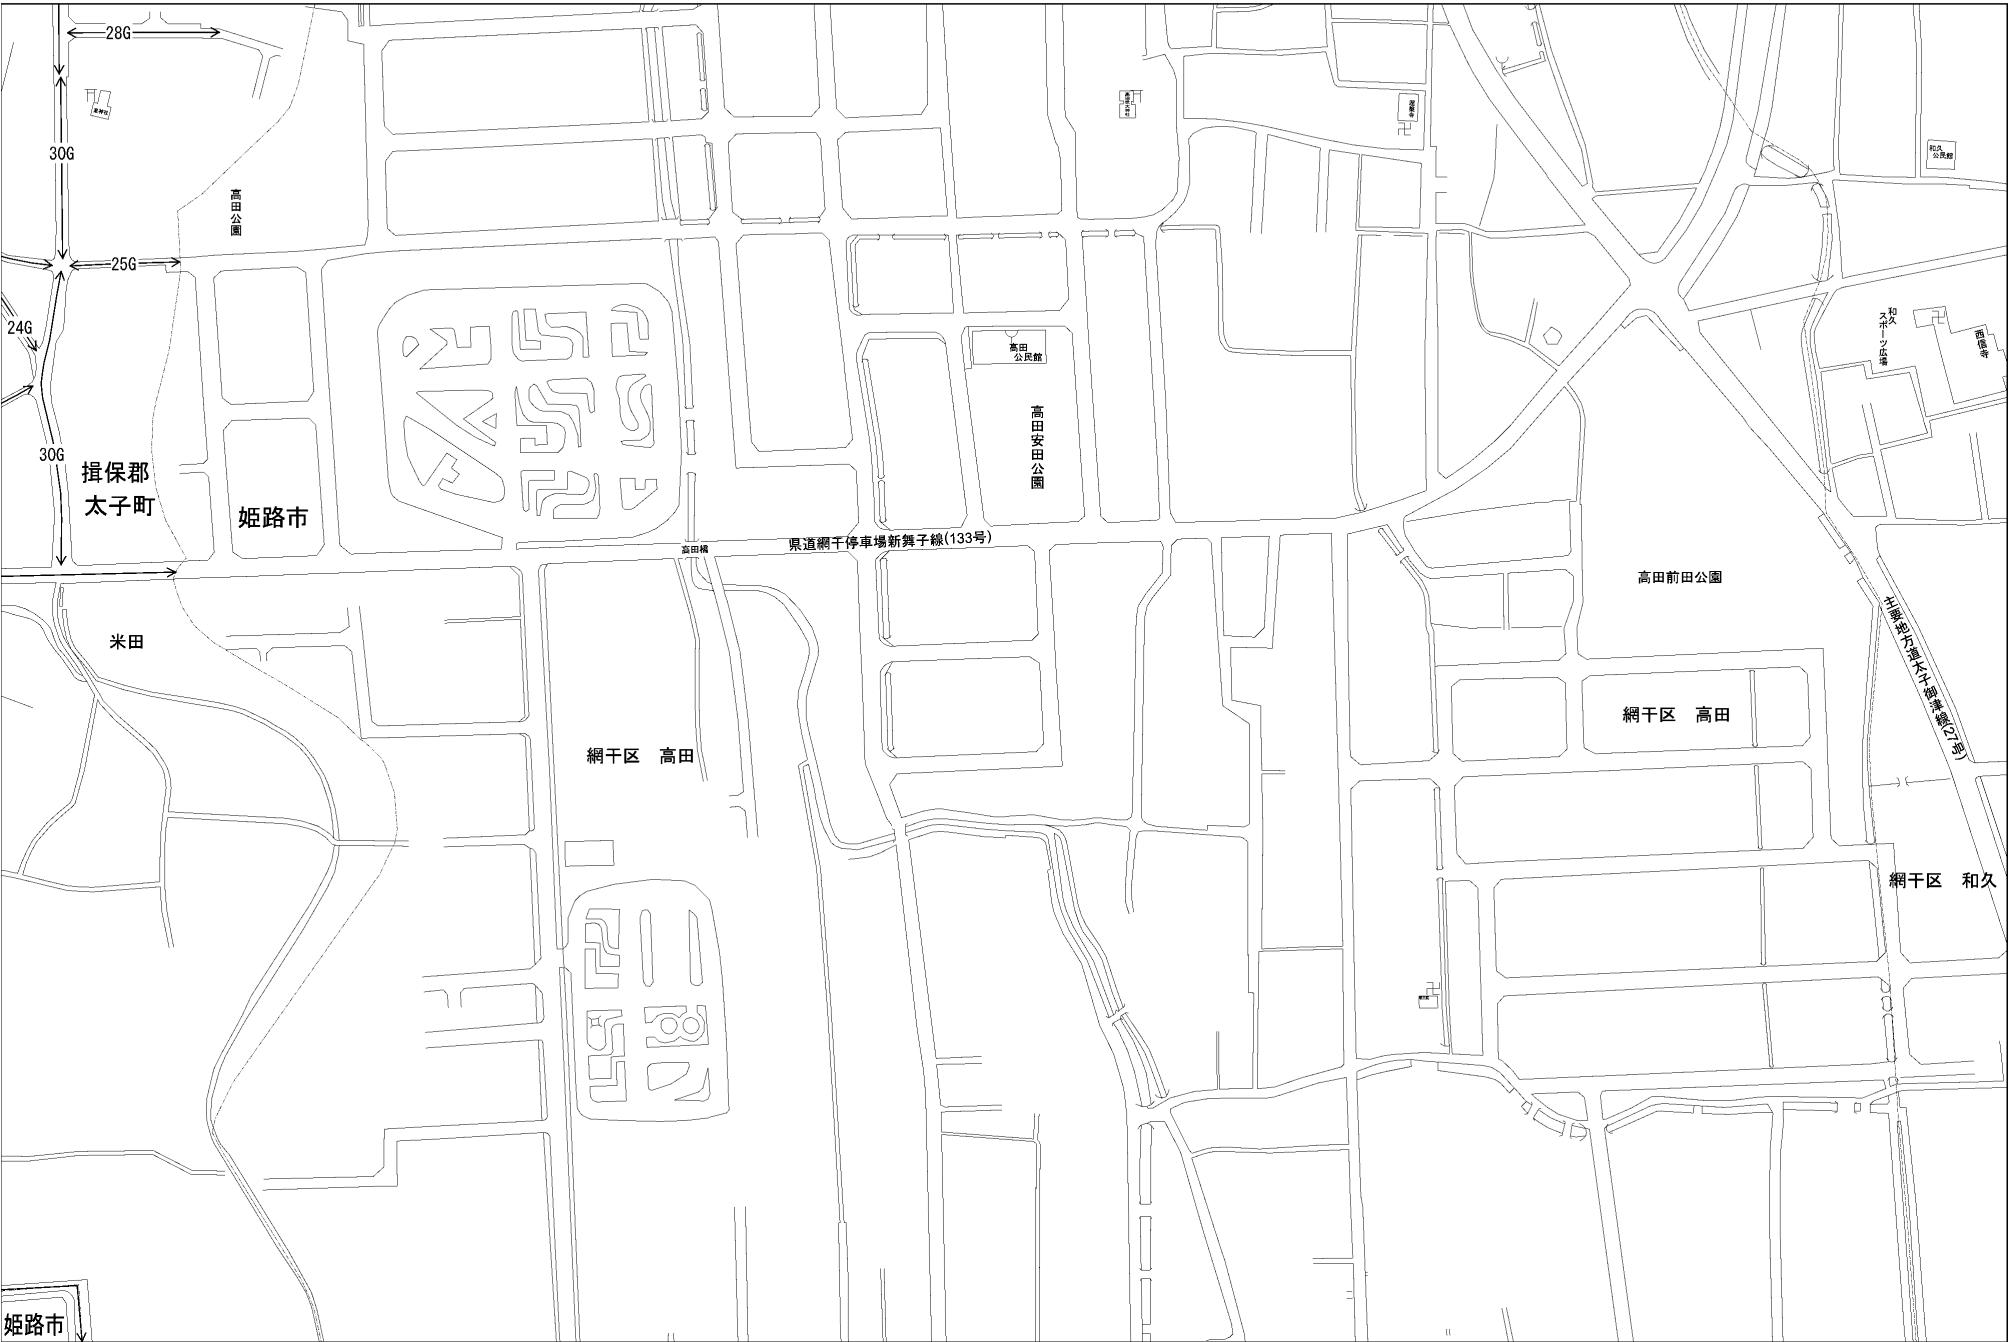 28G
30G
高田公園
25G
24G
30G
揖保郡
太子町
姫路市
米田
高田橋
県道網干停車場新舞子線(133号)
高田
公民館
高田安田公園
和久
公民館
和久
スポーツ広場
西信寺
高田前田公園
主要地方道太子御津線(27号)
網干区 高田
網干区 高田
網干区 和久
姫路市